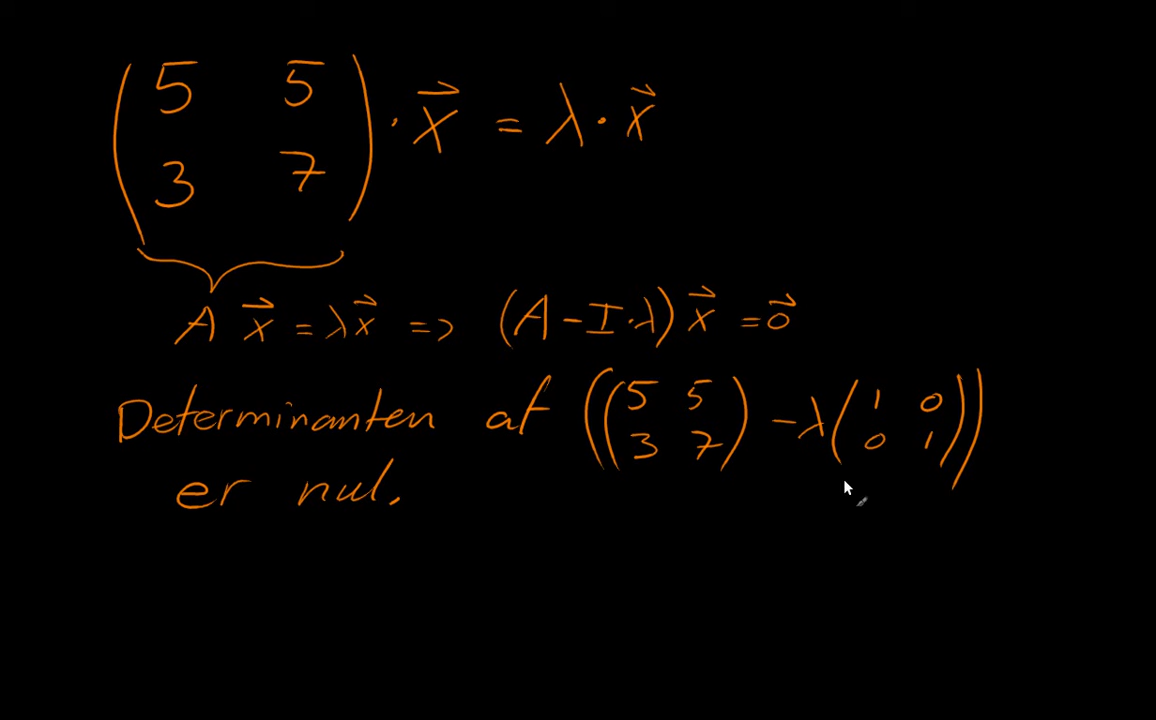 (5 5
3 7) · x⃗ = λ · x⃗
A x⃗ = λx⃗ => (A - I·λ) x⃗ = 0⃗
Determinanten af ((5 5
3 7) - λ(1 0
0 1))
er nul.